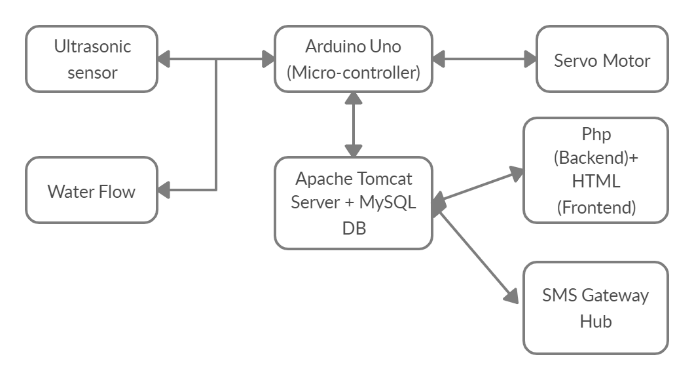 Ultrasonic
sensor
Arduino Uno
(Micro-controller)
Servo Motor
Water Flow
Apache Tomcat
Server + MySQL
DB
Php
(Backend)+
HTML
(Frontend)
SMS Gateway
Hub